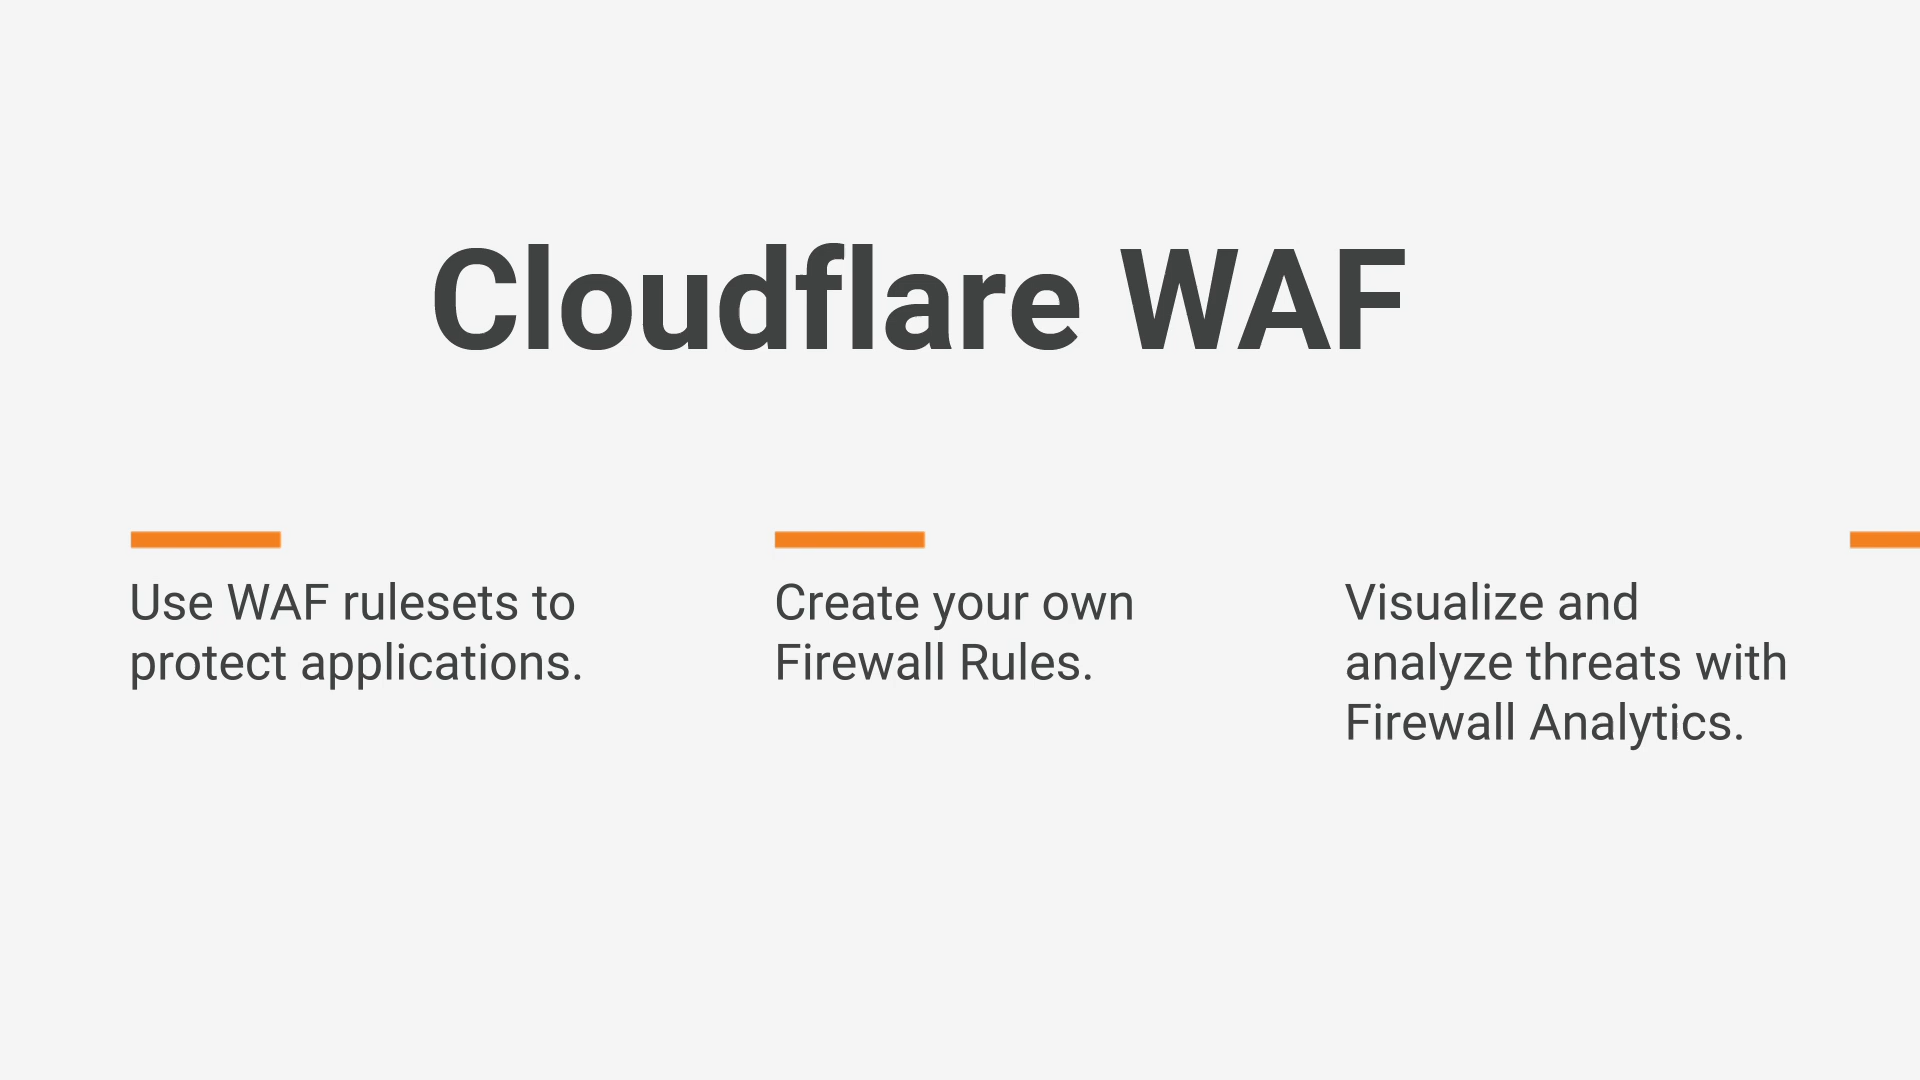 Cloudflare WAF
Use WAF rulesets to
protect applications.
Create your own
Firewall Rules.
Visualize and
analyze threats with
Firewall Analytics.